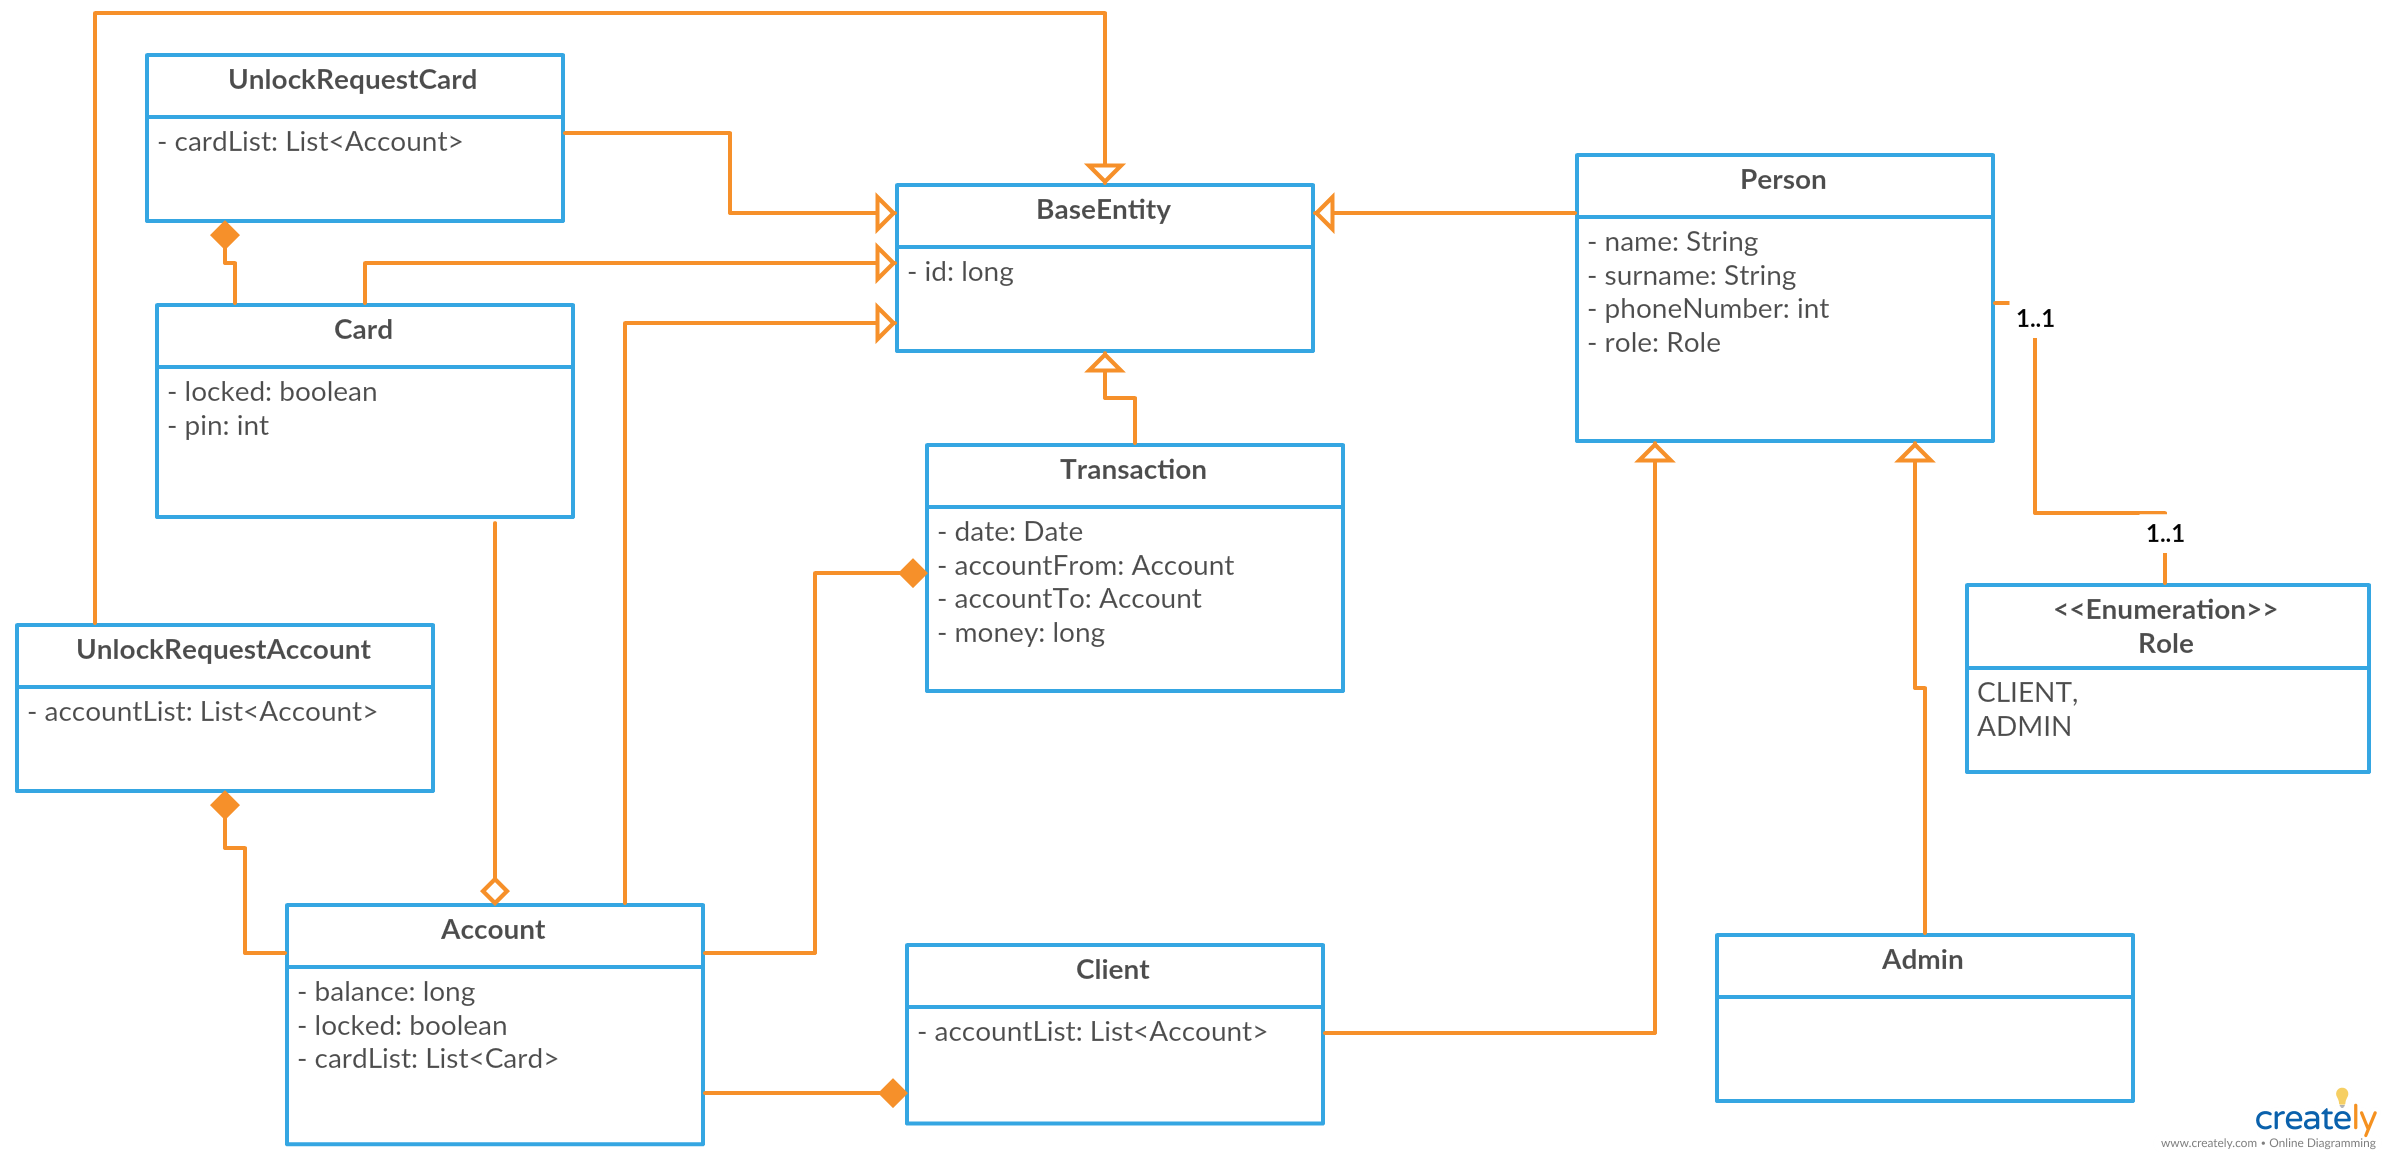 UnlockRequestCard
- cardList: List<Account>
BaseEntity
- id: long
Person
- name: String
- surname: String
- phoneNumber: int
- role: Role
1..1
1..1
Card
- locked: boolean
- pin: int
Transaction
- date: Date
- accountFrom: Account
- accountTo: Account
- money: long
<<Enumeration>>
Role
CLIENT,
ADMIN
UnlockRequestAccount
- accountList: List<Account>
Account
- balance: long
- locked: boolean
- cardList: List<Card>
Client
- accountList: List<Account>
Admin
creately
www.creately.com • Online Diagramming